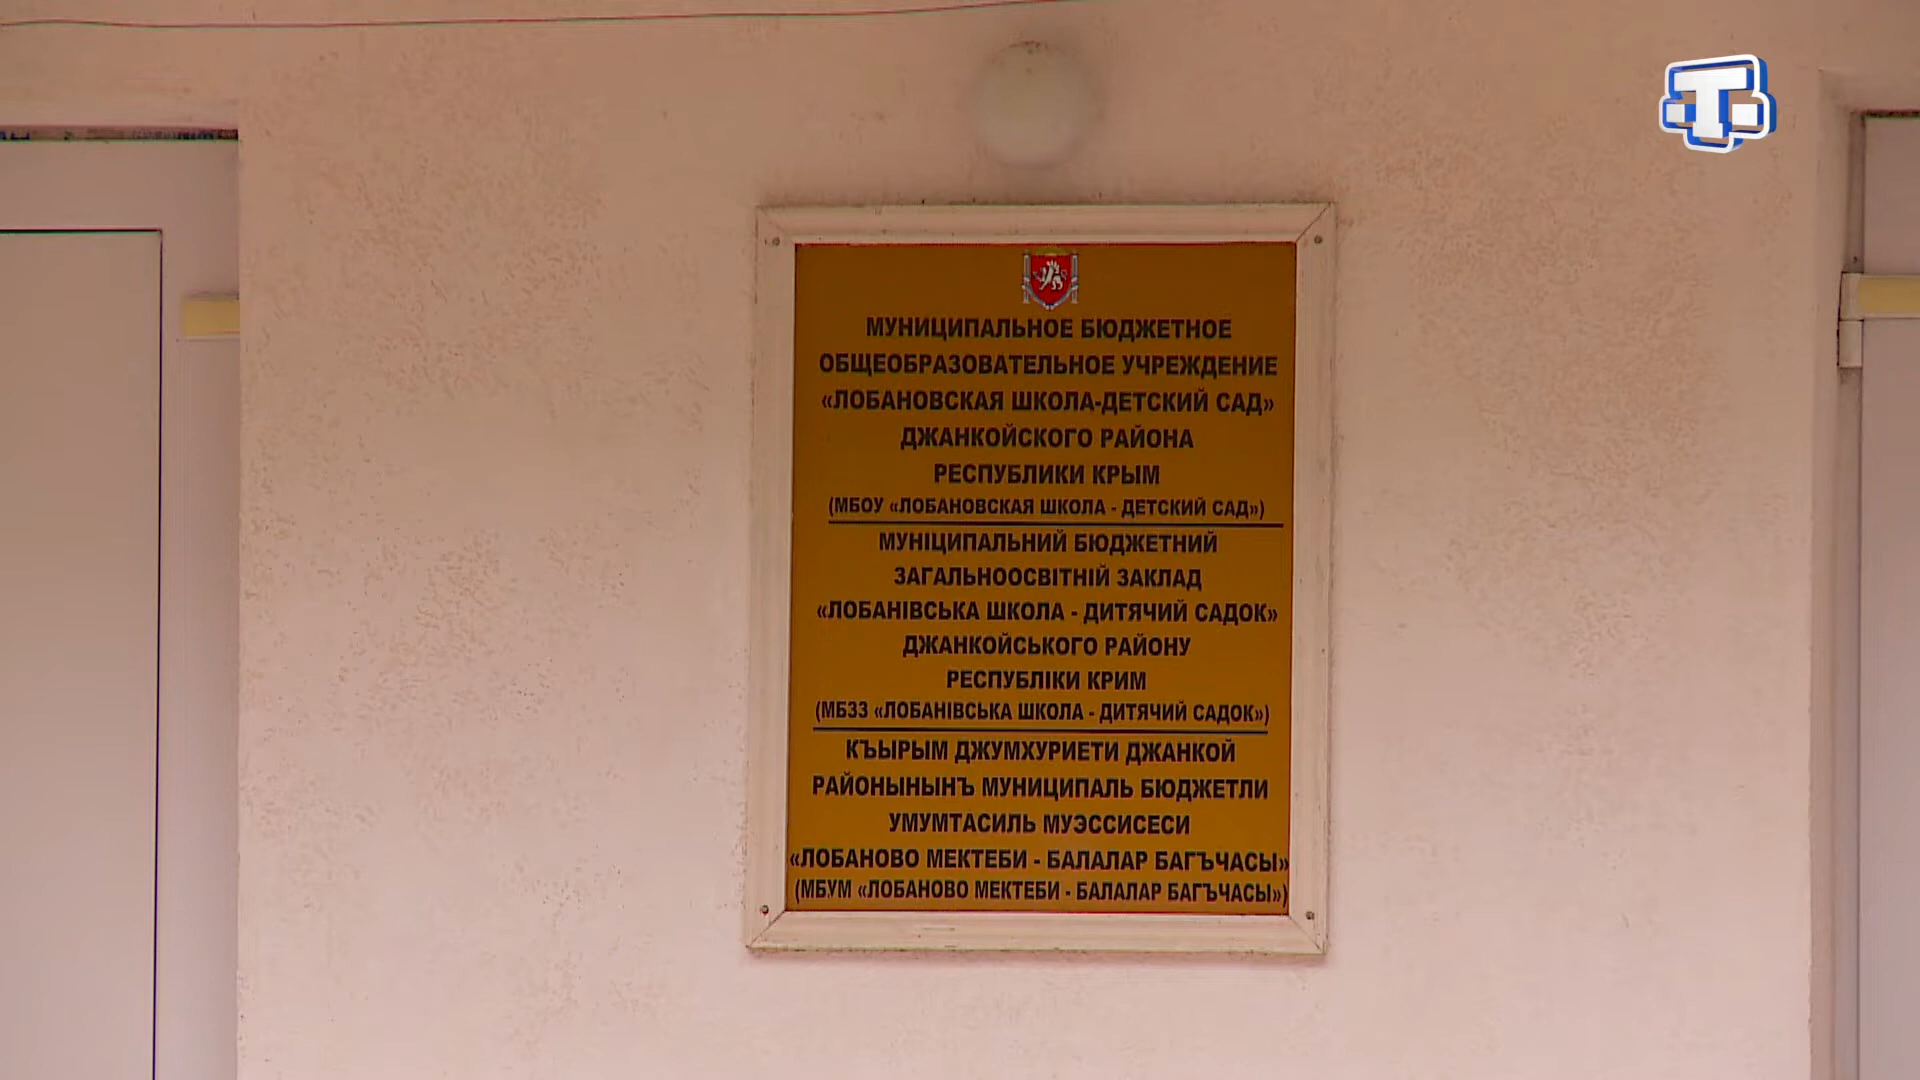 МУНИЦИПАЛЬНОЕ БЮДЖЕТНОЕ
ОБЩЕОБРАЗОВАТЕЛЬНОЕ УЧРЕЖДЕНИЕ
«ЛОБАНОВСКАЯ ШКОЛА-ДЕТСКИЙ САД»
ДЖАНКОЙСКОГО РАЙОНА
РЕСПУБЛИКИ КРЫМ
(МБОУ «ЛОБАНОВСКАЯ ШКОЛА - ДЕТСКИЙ САД»)
МУНІЦИПАЛЬНИЙ БЮДЖЕТНИЙ
ЗАГАЛЬНООСВІТНІЙ ЗАКЛАД
«ЛОБАНІВСЬКА ШКОЛА - ДИТЯЧИЙ САДОК»
ДЖАНКОЙСЬКОГО РАЙОНУ
РЕСПУБЛІКИ КРИМ
(МБЗЗ «ЛОБАНІВСЬКА ШКОЛА - ДИТЯЧИЙ САДОК»)
КЪЫРЫМ ДЖУМХУРИЕТИ ДЖАНКОЙ
РАЙОНЫНЫНЪ МУНИЦИПАЛЬ БЮДЖЕТЛИ
УМУМТАСИЛЬ МУЭССИСЕСИ
«ЛОБАНОВО МЕКТЕБИ - БАЛАЛАР БАГЪЧАСЫ»
(МБУМ «ЛОБАНОВО МЕКТЕБИ - БАЛАЛАР БАГЪЧАСЫ»)
Т